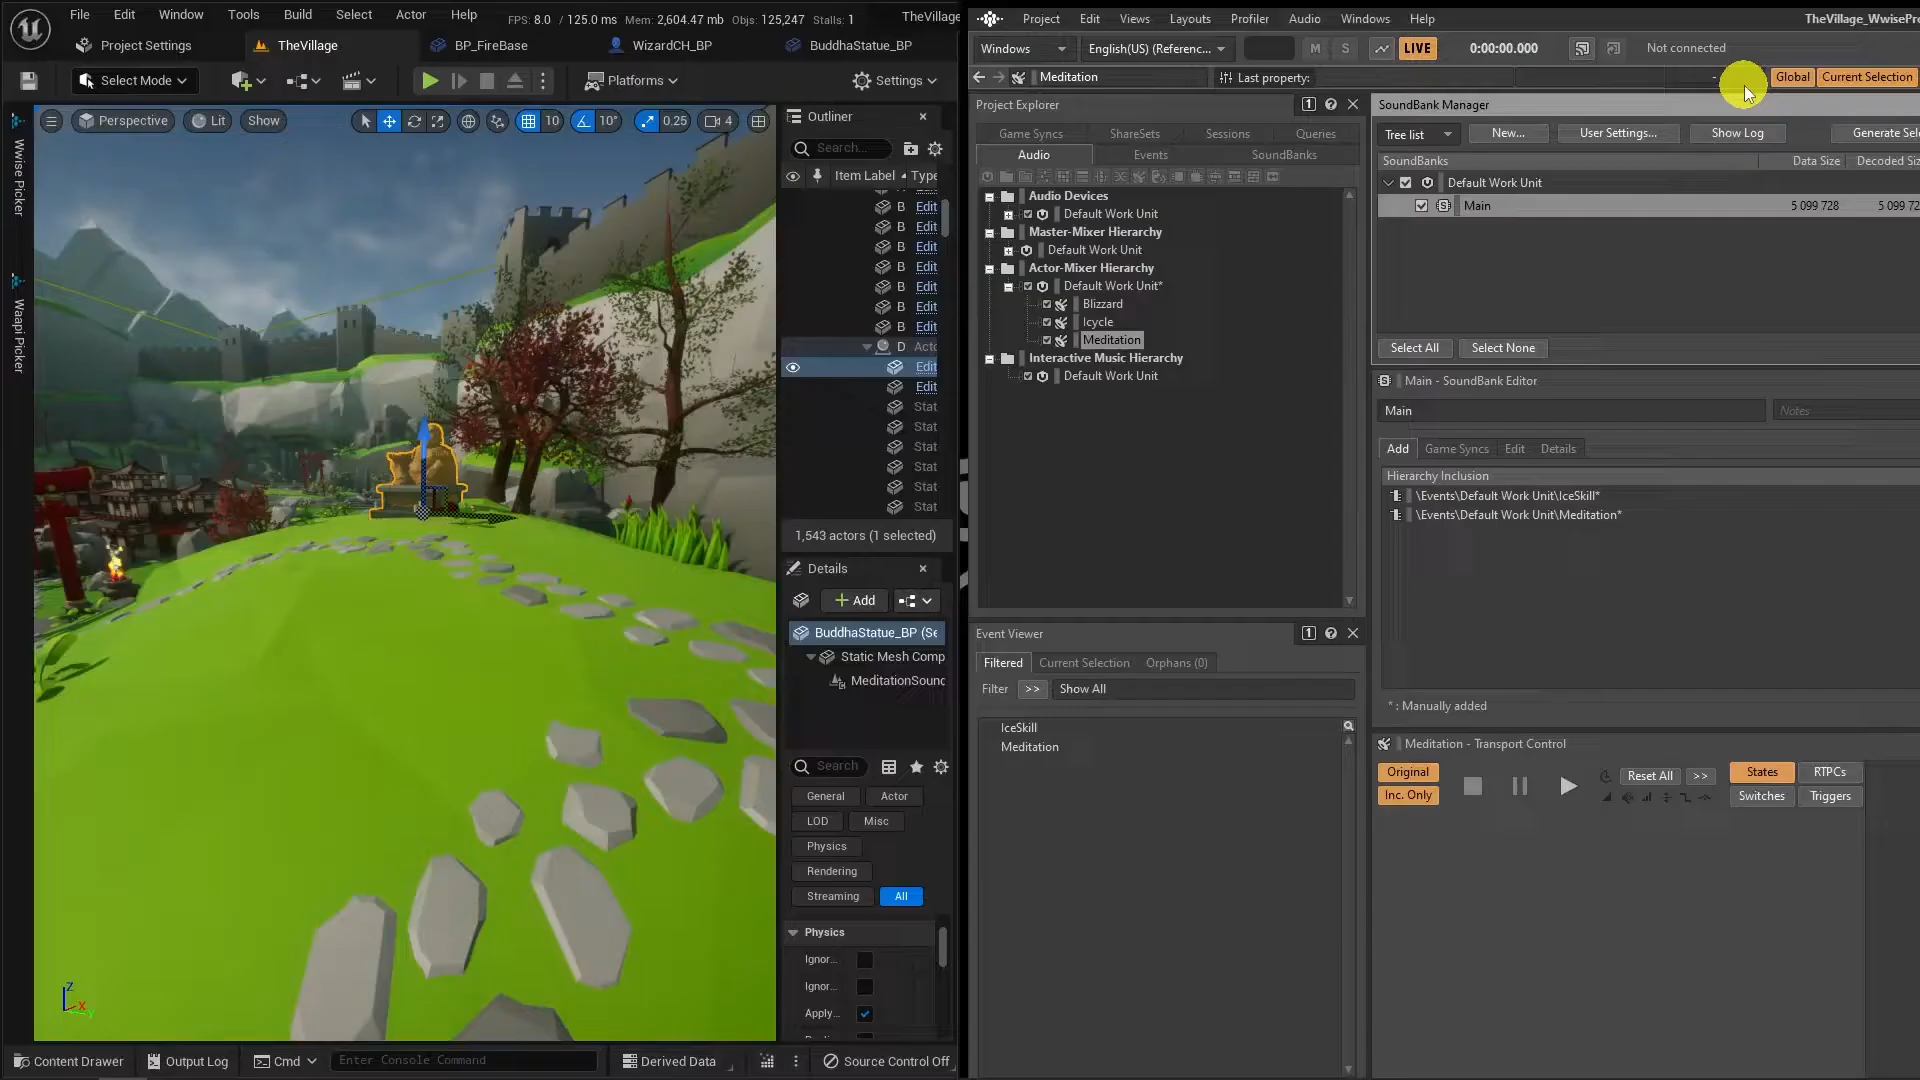 File Edit Window Tools Build Select Actor Help FPS: 8.0 / 125.0 ms Mem: 2,604.47 mb Objs: 125,247 Stalls: 1 TheVillage
Project Settings TheVillage BP_FireBase WizardCH_BP BuddhaStatue_BP
Select Mode Platforms Settings
Perspective Lit Show 10 10° 0.25 4
Wwise Picker
Waapi Picker
Outliner
Search...
Item Label Type
B Edit
B Edit
B Edit
B Edit
B Edit
B Edit
B Edit
D Acto
Edit
Edit
Stat
Stat
Stat
Stat
Stat
Stat
1,543 actors (1 selected)
Details
Add
BuddhaStatue_BP (Se
Static Mesh Comp
MeditationSound
Search
General Actor
LOD Misc
Physics
Rendering
Streaming All
Physics
Ignor...
Ignor...
Apply...
Z X Y
Content Drawer Output Log Cmd Enter Console Command Derived Data Source Control Off
Project Edit Views Layouts Profiler Audio Windows Help TheVillage_WwisePro
Windows English(US) (Referenc... M S LIVE 0:00:00.000 Not connected
Meditation Last property: - Global Current Selection
Project Explorer 1
Game Syncs ShareSets Sessions Queries
Audio Events SoundBanks
Audio Devices
Default Work Unit
Master-Mixer Hierarchy
Default Work Unit
Actor-Mixer Hierarchy
Default Work Unit*
Blizzard
Icycle
Meditation
Interactive Music Hierarchy
Default Work Unit
Event Viewer 1
Filtered Current Selection Orphans (0)
Filter >> Show All
IceSkill
Meditation
SoundBank Manager
Tree list New... User Settings... Show Log Generate Sele
SoundBanks Data Size Decoded Siz
Default Work Unit
Main 5 099 728 5 099 72
Select All Select None
Main - SoundBank Editor
Main Notes
Add Game Syncs Edit Details
Hierarchy Inclusion
\Events\Default Work Unit\IceSkill*
\Events\Default Work Unit\Meditation*
* : Manually added
Meditation - Transport Control
Original Reset All >> States RTPCs
Inc. Only Switches Triggers